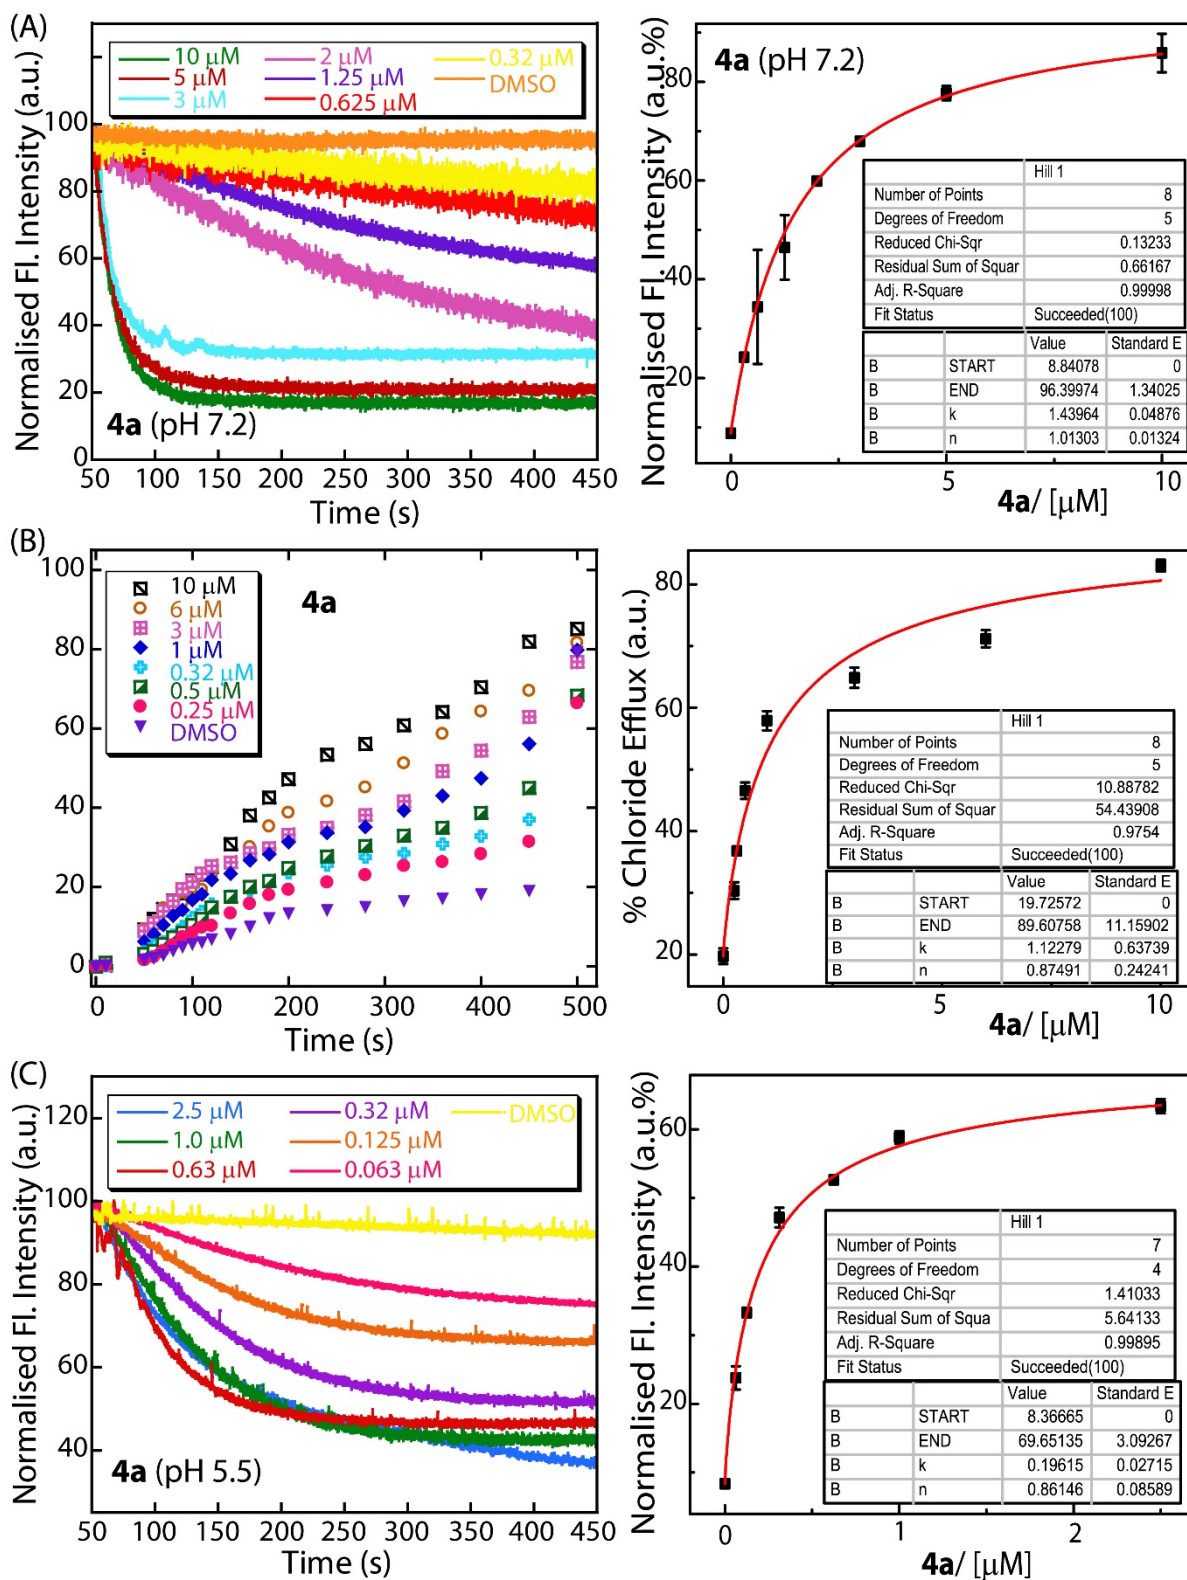 (A)
Normalised Fl. Intensity (a.u.)
10 μM
5 μM
3 μM
2 μM
1.25 μM
0.625 μM
0.32 μM
DMSO
100
80
60
40
20
0
4a (pH 7.2)
50 100 150 200 250 300 350 400 450
Time (s)
Normalised Fl. Intensity (a.u.%)
4a (pH 7.2)
80
60
40
20
Hill 1
Number of Points 8
Degrees of Freedom 5
Reduced Chi-Sqr 0.13233
Residual Sum of Squar 0.66167
Adj. R-Square 0.99998
Fit Status Succeeded(100)
Value Standard E
B START 8.84078 0
B END 96.39974 1.34025
B k 1.43964 0.04876
B n 1.01303 0.01324
0 5 10
4a/ [μM]
(B)
100
80
60
40
20
0
10 μM
6 μM
3 μM
1 μM
0.32 μM
0.5 μM
0.25 μM
DMSO
4a
0 100 200 300 400 500
Time (s)
% Chloride Efflux (a.u.)
80
60
40
20
Hill 1
Number of Points 8
Degrees of Freedom 5
Reduced Chi-Sqr 10.88782
Residual Sum of Squar 54.43908
Adj. R-Square 0.9754
Fit Status Succeeded(100)
Value Standard E
B START 19.72572 0
B END 89.60758 11.15902
B k 1.12279 0.63739
B n 0.87491 0.24241
0 5 10
4a/ [μM]
(C)
Normalised Fl. Intensity (a.u.)
120
100
80
60
40
2.5 μM
1.0 μM
0.63 μM
0.32 μM
0.125 μM
0.063 μM
DMSO
4a (pH 5.5)
50 100 150 200 250 300 350 400 450
Time (s)
Normalised Fl. Intensity (a.u.%)
60
40
20
Hill 1
Number of Points 7
Degrees of Freedom 4
Reduced Chi-Sqr 1.41033
Residual Sum of Squa 5.64133
Adj. R-Square 0.99895
Fit Status Succeeded(100)
Value Standard E
B START 8.36665 0
B END 69.65135 3.09267
B k 0.19615 0.02715
B n 0.86146 0.08589
0 1 2
4a/ [μM]